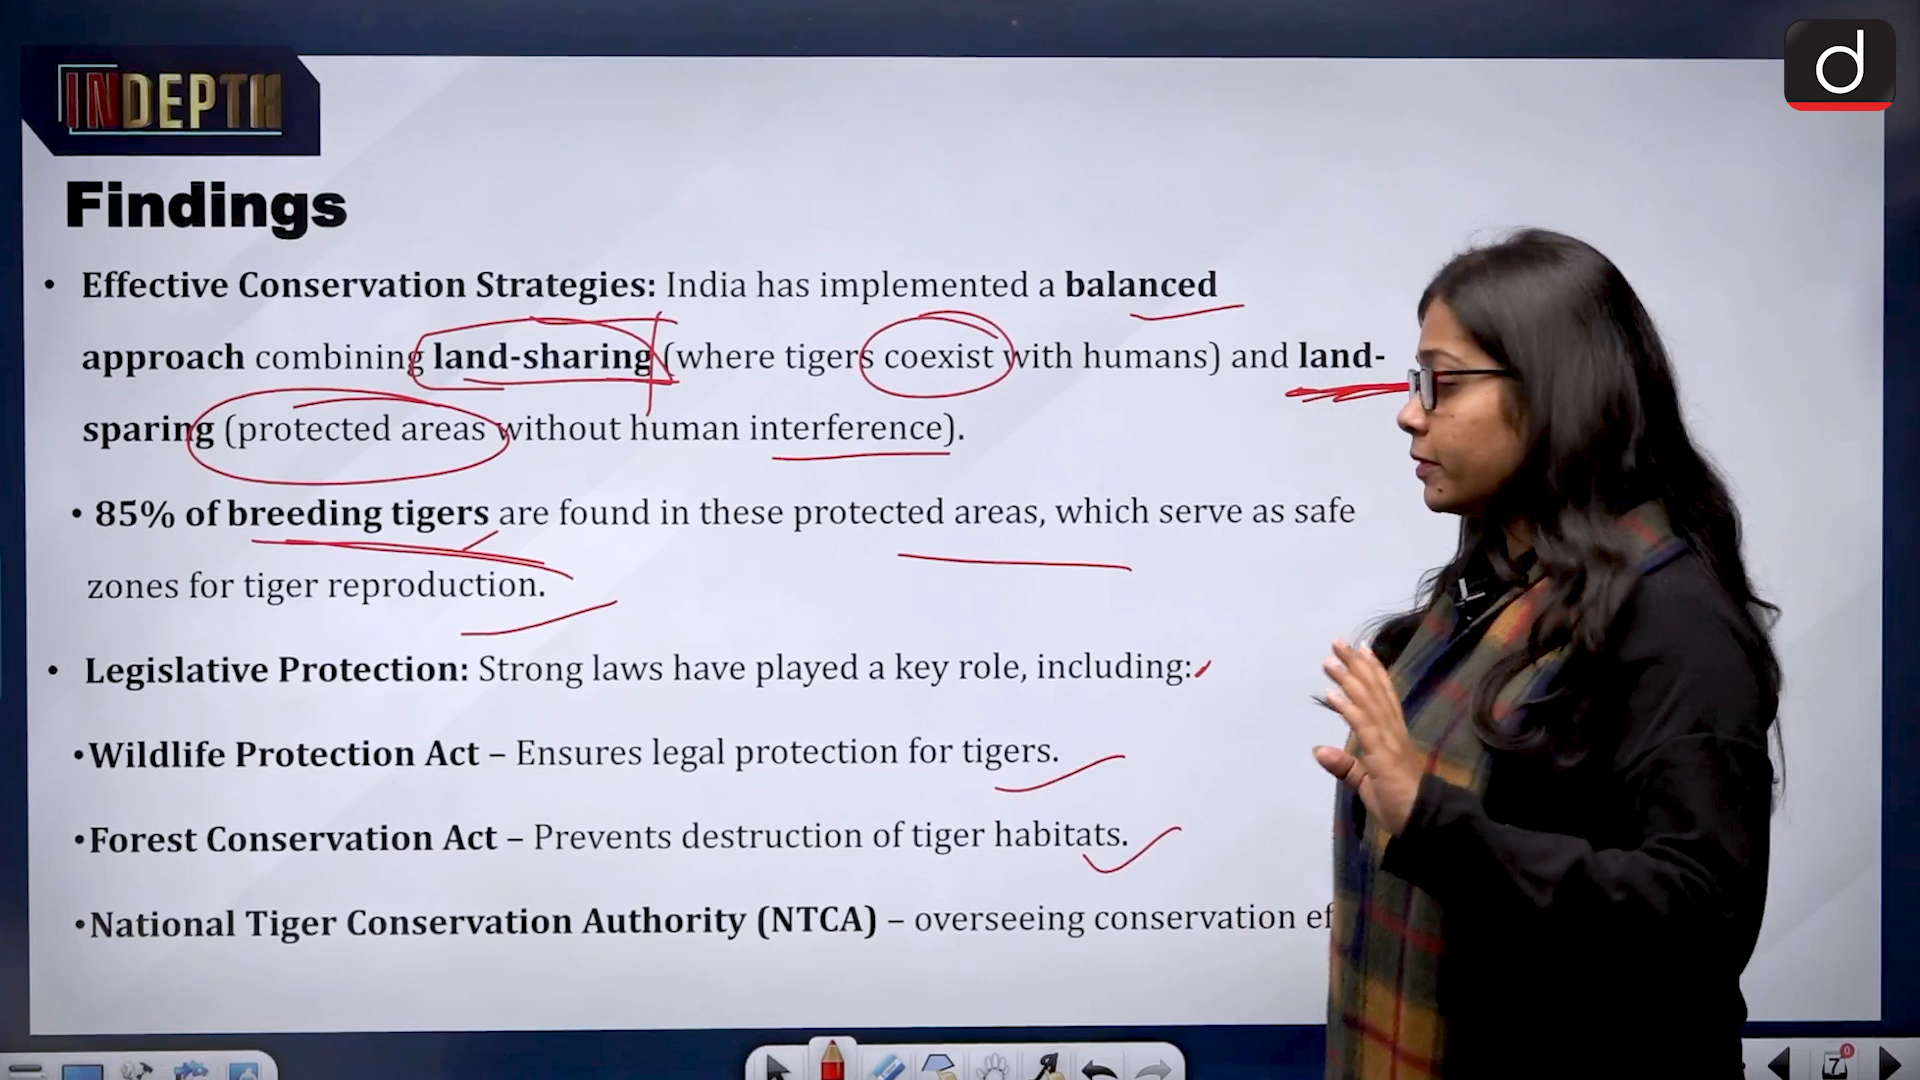 INDEPTH
d
Findings
• Effective Conservation Strategies: India has implemented a balanced
approach combining land-sharing (where tigers coexist with humans) and land-
sparing (protected areas without human interference).
• 85% of breeding tigers are found in these protected areas, which serve as safe
zones for tiger reproduction.
• Legislative Protection: Strong laws have played a key role, including:
•Wildlife Protection Act – Ensures legal protection for tigers.
•Forest Conservation Act – Prevents destruction of tiger habitats.
•National Tiger Conservation Authority (NTCA) – overseeing conservation ef
7
0